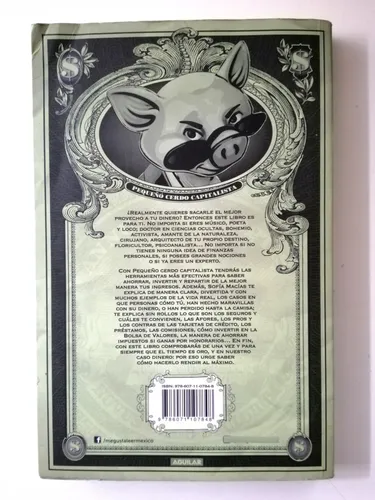 $ $
PEQUEÑO CERDO CAPITALISTA
¿REALMENTE QUIERES SACARLE EL MEJOR
PROVECHO A TU DINERO? ENTONCES ESTE LIBRO ES
PARA TI. NO IMPORTA SI ERES MÚSICO, POETA
Y LOCO; DOCTOR EN CIENCIAS OCULTAS, BOHEMIO,
ACTIVISTA, AMANTE DE LA NATURALEZA,
CIRUJANO, ARQUITECTO DE TU PROPIO DESTINO,
FLORICULTOR, PSICOANALISTA... NO IMPORTA SI NO
TIENES NINGUNA IDEA DE FINANZAS
PERSONALES, SI POSEES GRANDES NOCIONES
O SI YA ERES UN EXPERTO.
CON PEQUEÑO CERDO CAPITALISTA TENDRÁS LAS
HERRAMIENTAS MÁS EFECTIVAS PARA SABER
AHORRAR, INVERTIR Y REPARTIR DE LA MEJOR
MANERA TUS INGRESOS. ADEMÁS, SOFÍA MACÍAS TE
EXPLICA DE MANERA CLARA, DIVERTIDA Y CON
MUCHOS EJEMPLOS DE LA VIDA REAL, LOS CASOS EN
QUE PERSONAS CÓMO TÚ, HAN HECHO MARAVILLAS
CON SU DINERO, O HAN PERDIDO HASTA LA CAMISA;
TE EXPLICA SIN ROLLOS LO QUE SON LOS SEGUROS Y
CUÁLES TE CONVIENEN, LAS AFORES, LOS PROS Y
LOS CONTRAS DE LAS TARJETAS DE CRÉDITO, LOS
PRÉSTAMOS, LAS COMISIONES, CÓMO INVERTIR EN LA
BOLSA DE VALORES, LA MANERA DE AHORRAR
IMPUESTOS SI GANAS POR HONORARIOS... EN FIN,
CON ESTE LIBRO COMPROBARÁS DE UNA VEZ Y PARA
SIEMPRE QUE EL TIEMPO ES ORO, Y EN NUESTRO
CASO DINERO: POR ESO URGE SABER
CÓMO HACERLO RENDIR AL MÁXIMO.
ISBN: 978-607-11-0784-8
9786071107848
f /megustaleermexico
AGUILAR